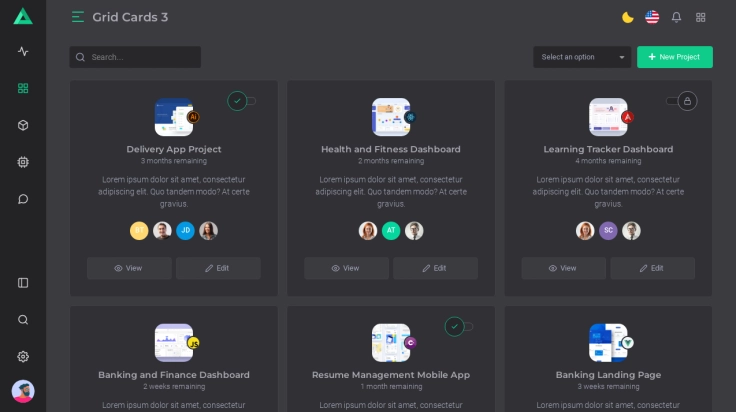 Grid Cards 3
Search...
Select an option
New Project
Ai
Delivery App Project
3 months remaining
Lorem ipsum dolor sit amet, consectetur
adipiscing elit. Quo tandem modo? At certe
gravius.
BT
JD
View
Edit
Health and Fitness Dashboard
2 months remaining
Lorem ipsum dolor sit amet, consectetur
adipiscing elit. Quo tandem modo? At certe
gravius.
AT
View
Edit
A
Learning Tracker Dashboard
4 months remaining
Lorem ipsum dolor sit amet, consectetur
adipiscing elit. Quo tandem modo? At certe
gravius.
SC
View
Edit
JS
Banking and Finance Dashboard
2 weeks remaining
Lorem ipsum dolor sit amet, consectetur
C
Resume Management Mobile App
1 month remaining
Lorem ipsum dolor sit amet, consectetur
Banking Landing Page
3 weeks remaining
Lorem ipsum dolor sit amet, consectetur